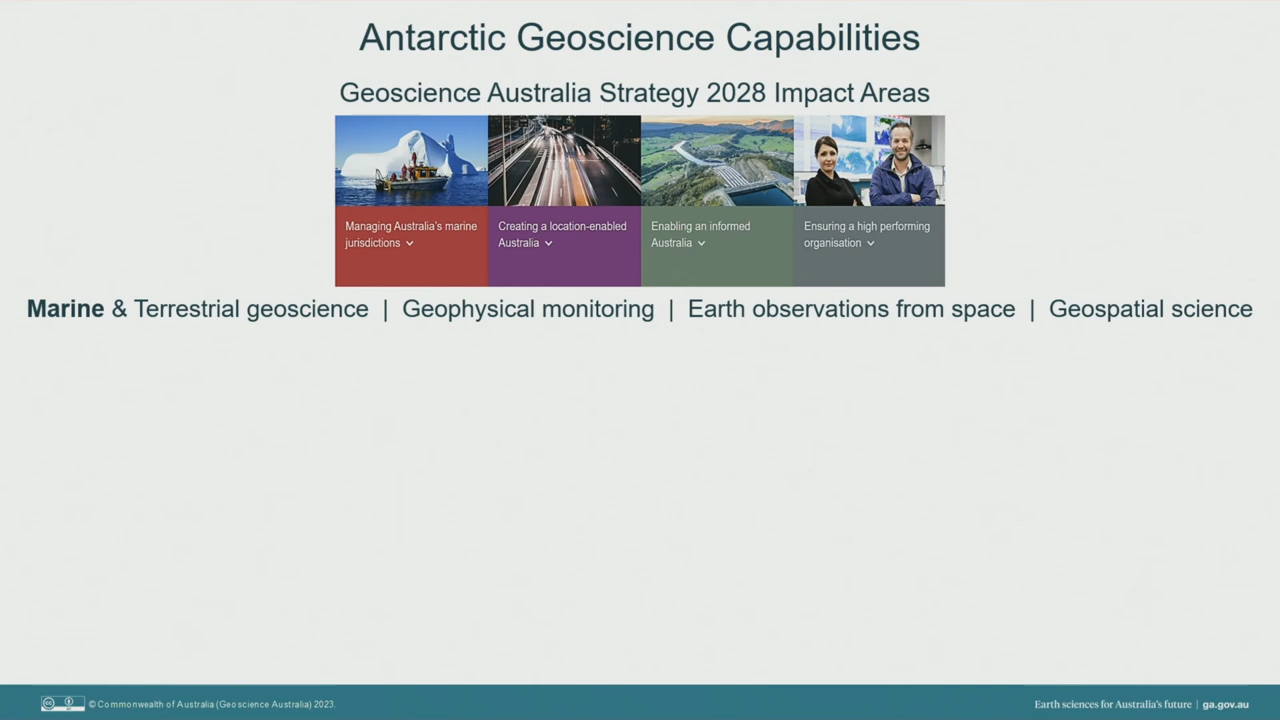 Antarctic Geoscience Capabilities
Geoscience Australia Strategy 2028 Impact Areas
Managing Australia's marine
jurisdictions
Creating a location-enabled
Australia
Enabling an informed
Australia
Ensuring a high performing
organisation
Marine & Terrestrial geoscience | Geophysical monitoring | Earth observations from space | Geospatial science
© Commonwealth of Australia (Geoscience Australia) 2023.
Earth sciences for Australia's future | ga.gov.au